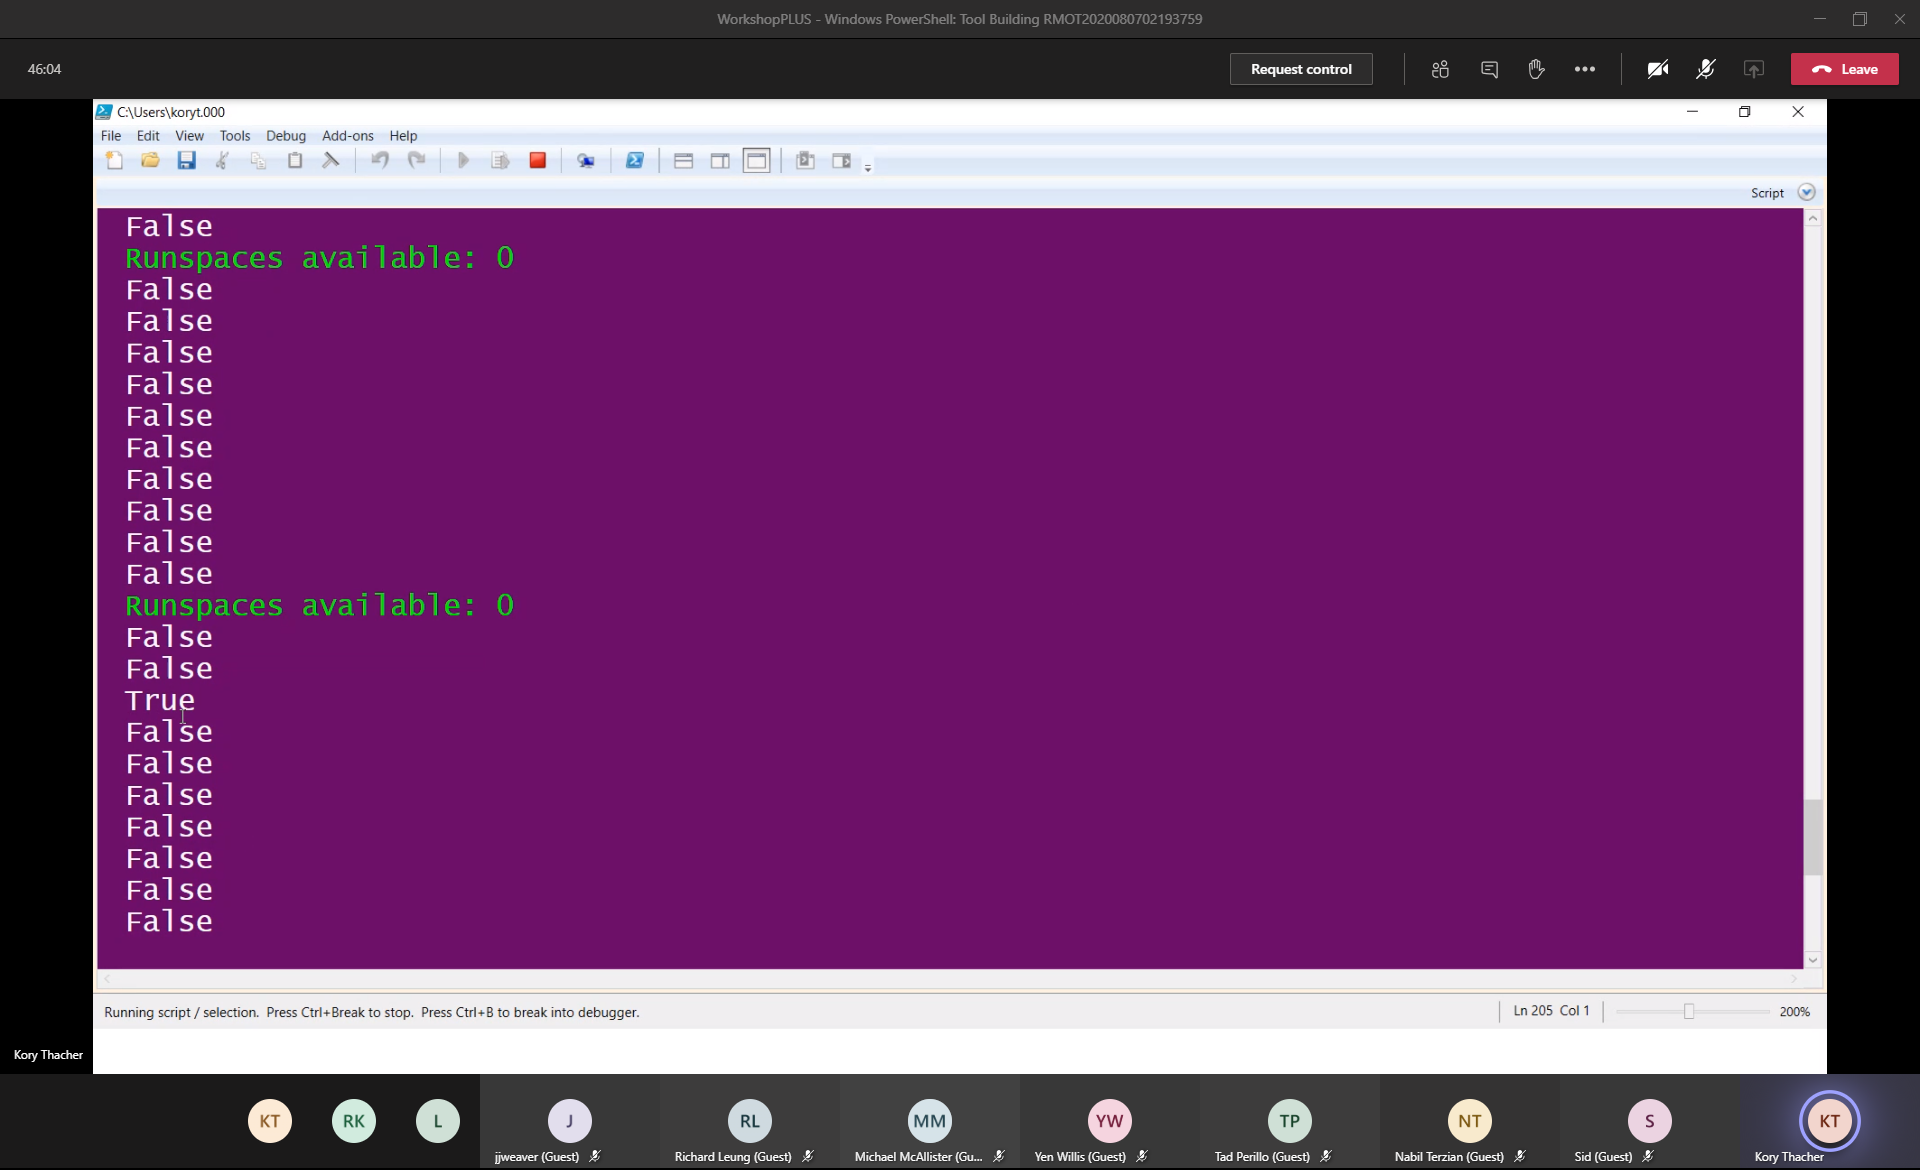 WorkshopPLUS - Windows PowerShell: Tool Building RMOT2020080702193759
46:04
Request control
Leave
C:\Users\koryt.000
File Edit View Tools Debug Add-ons Help
Script
False
Runspaces available: 0
False
False
False
False
False
False
False
False
False
False
Runspaces available: 0
False
False
True
False
False
False
False
False
False
False
Running script / selection. Press Ctrl+Break to stop. Press Ctrl+B to break into debugger.
Ln 205 Col 1
200%
Kory Thacher
KT RK L J RL MM YW TP NT S KT
jjweaver (Guest) Richard Leung (Guest) Michael McAllister (Gu... Yen Willis (Guest) Tad Perillo (Guest) Nabil Terzian (Guest) Sid (Guest) Kory Thacher